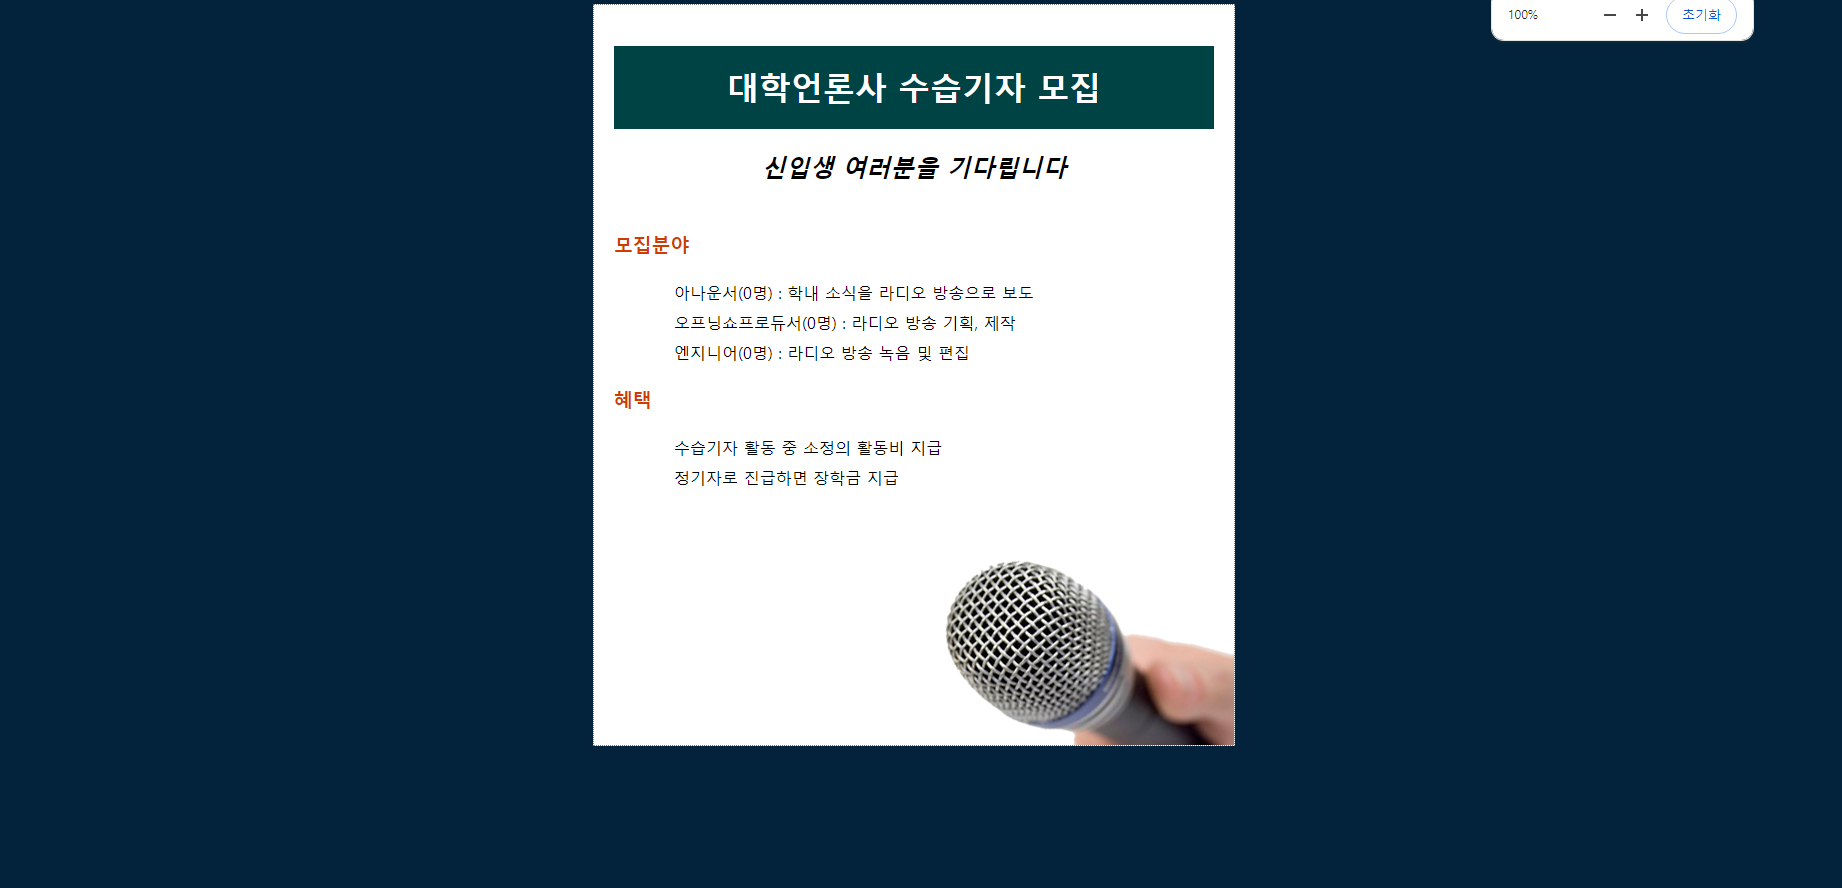 100%
초기화
대학언론사 수습기자 모집
신입생 여러분을 기다립니다
모집분야
아나운서(0명) : 학내 소식을 라디오 방송으로 보도
오프닝쇼프로듀서(0명) : 라디오 방송 기획, 제작
엔지니어(0명) : 라디오 방송 녹음 및 편집
혜택
수습기자 활동 중 소정의 활동비 지급
정기자로 진급하면 장학금 지급